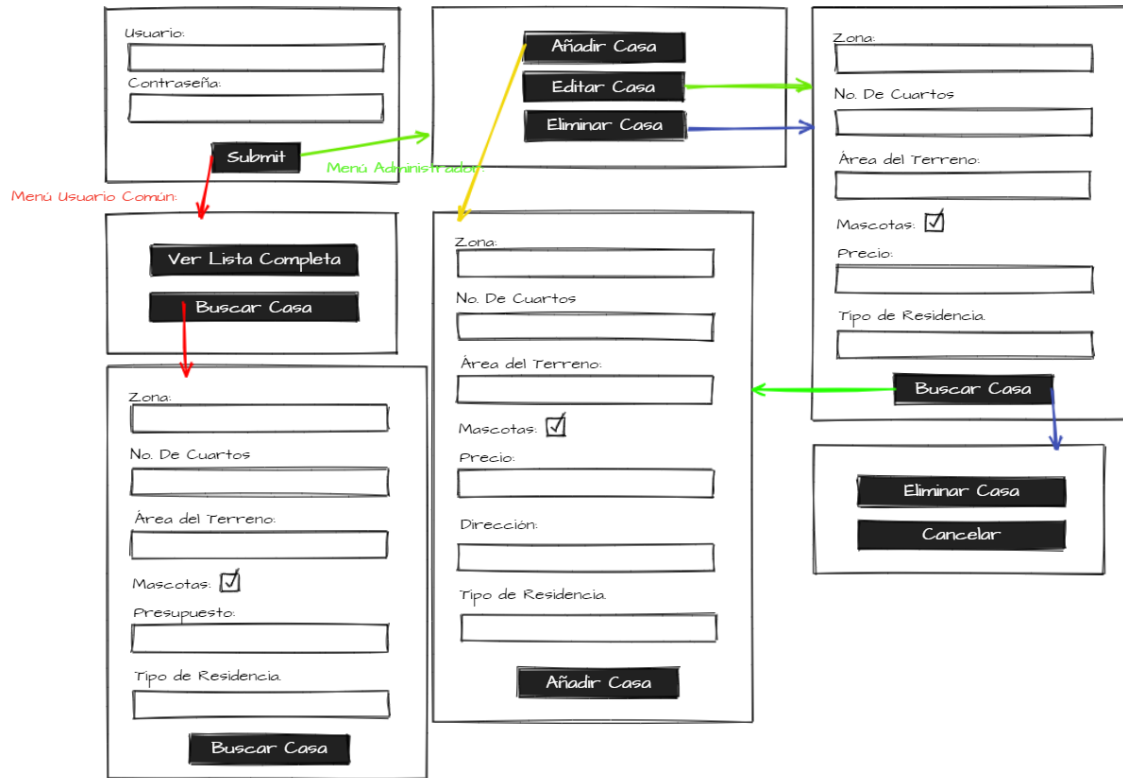 Usuario:
Contraseña:
Submit
Menú Usuario Común:
Menú Administrador:
Añadir Casa
Editar Casa
Eliminar Casa
Ver Lista Completa
Buscar Casa
Zona:
No. De Cuartos
Área del Terreno:
Mascotas:
Presupuesto:
Tipo de Residencia.
Buscar Casa
Zona:
No. De Cuartos
Área del Terreno:
Mascotas:
Precio:
Dirección:
Tipo de Residencia.
Añadir Casa
Zona:
No. De Cuartos
Área del Terreno:
Mascotas:
Precio:
Tipo de Residencia.
Buscar Casa
Eliminar Casa
Cancelar